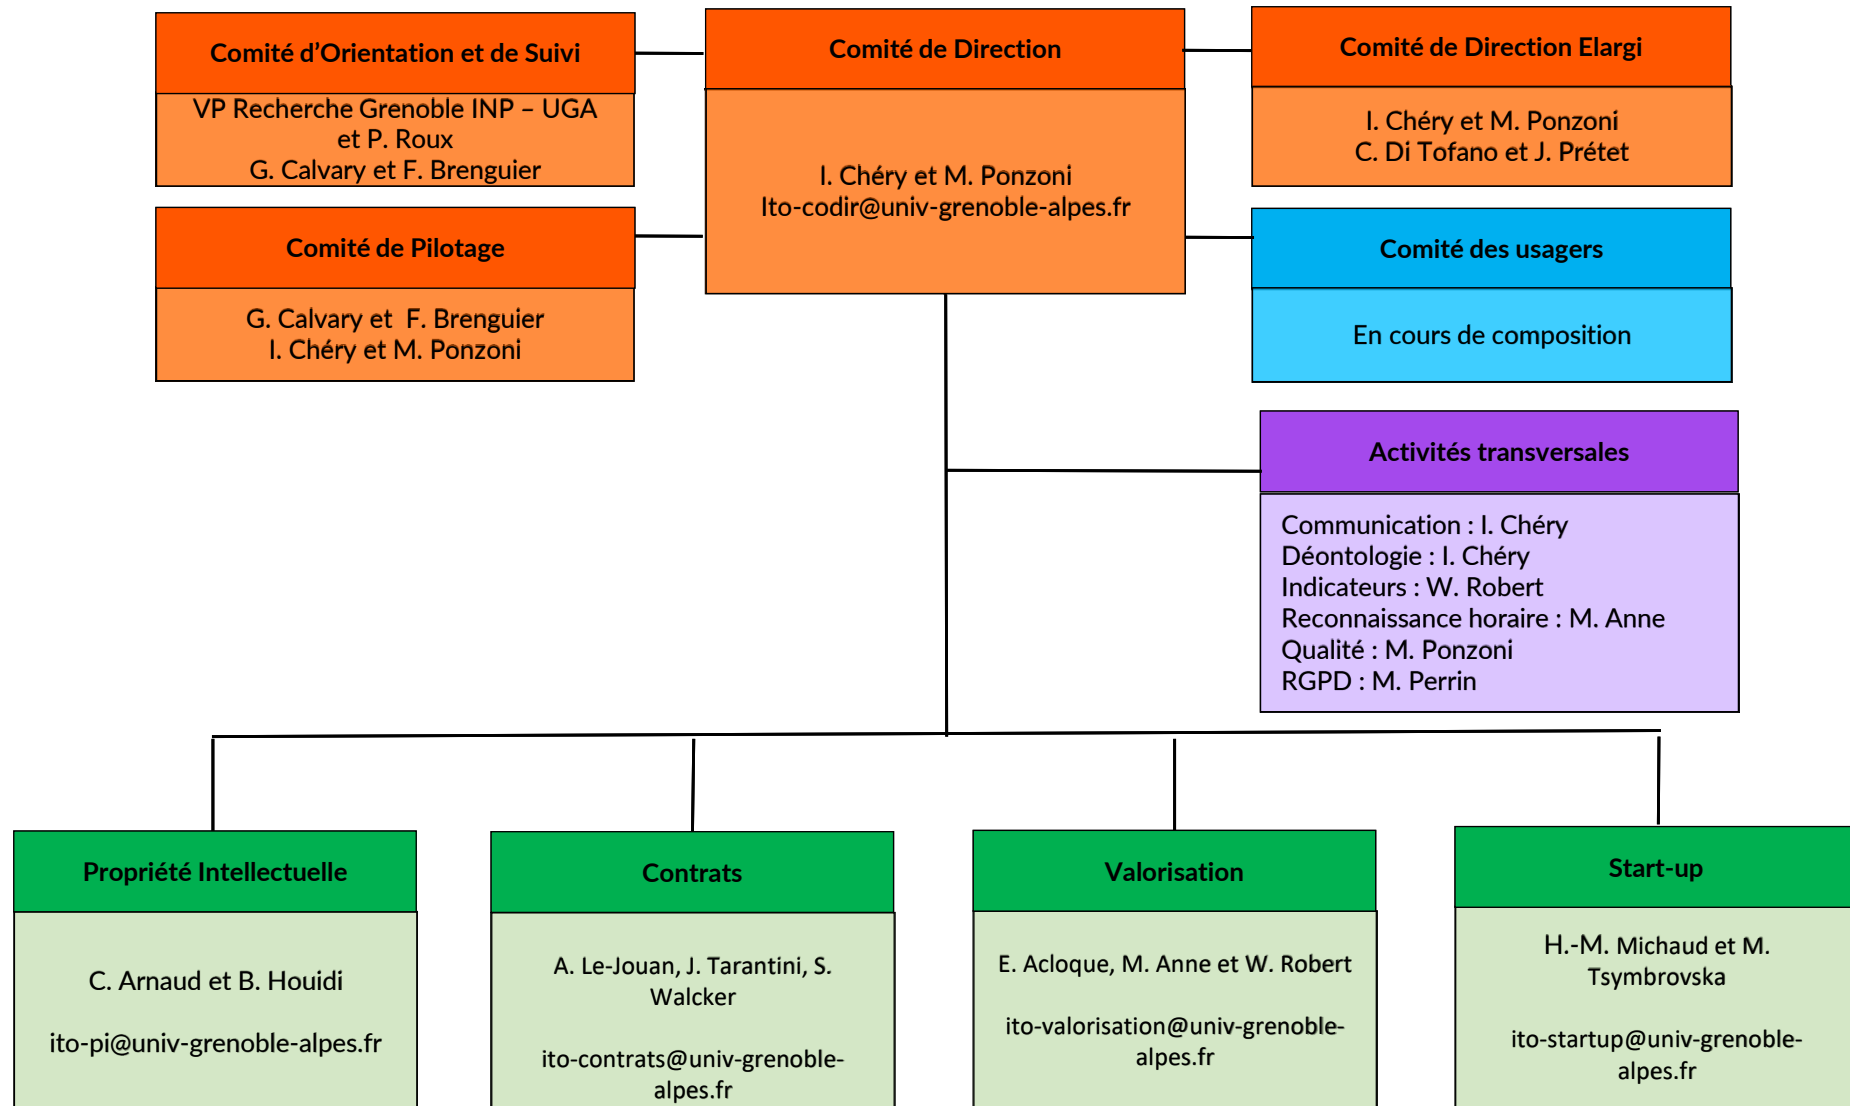 Comité d’Orientation et de Suivi
VP Recherche Grenoble INP – UGA
et P. Roux
G. Calvary et F. Brenguier
Comité de Direction
I. Chéry et M. Ponzoni
Ito-codir@univ-grenoble-alpes.fr
Comité de Direction Elargi
I. Chéry et M. Ponzoni
C. Di Tofano et J. Prétet
Comité de Pilotage
G. Calvary et F. Brenguier
I. Chéry et M. Ponzoni
Comité des usagers
En cours de composition
Activités transversales
Communication : I. Chéry
Déontologie : I. Chéry
Indicateurs : W. Robert
Reconnaissance horaire : M. Anne
Qualité : M. Ponzoni
RGPD : M. Perrin
Propriété Intellectuelle
C. Arnaud et B. Houidi
ito-pi@univ-grenoble-alpes.fr
Contrats
A. Le-Jouan, J. Tarantini, S.
Walcker
ito-contrats@univ-grenoble-
alpes.fr
Valorisation
E. Acloque, M. Anne et W. Robert
ito-valorisation@univ-grenoble-
alpes.fr
Start-up
H.-M. Michaud et M.
Tsymbrovska
ito-startup@univ-grenoble-
alpes.fr